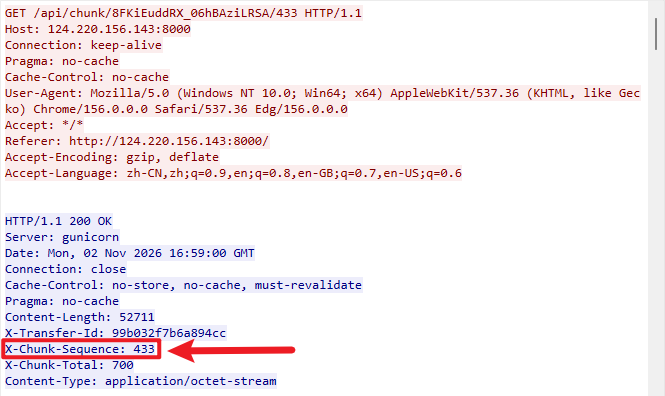 GET /api/chunk/8FKiEuddRX_06hBAziLRSA/433 HTTP/1.1
Host: 124.220.156.143:8000
Connection: keep-alive
Pragma: no-cache
Cache-Control: no-cache
User-Agent: Mozilla/5.0 (Windows NT 10.0; Win64; x64) AppleWebKit/537.36 (KHTML, like Gec
ko) Chrome/156.0.0.0 Safari/537.36 Edg/156.0.0.0
Accept: */*
Referer: http://124.220.156.143:8000/
Accept-Encoding: gzip, deflate
Accept-Language: zh-CN,zh;q=0.9,en;q=0.8,en-GB;q=0.7,en-US;q=0.6
HTTP/1.1 200 OK
Server: gunicorn
Date: Mon, 02 Nov 2026 16:59:00 GMT
Connection: close
Cache-Control: no-store, no-cache, must-revalidate
Pragma: no-cache
Content-Length: 52711
X-Transfer-Id: 99b032f7b6a894cc
X-Chunk-Sequence: 433
X-Chunk-Total: 700
Content-Type: application/octet-stream